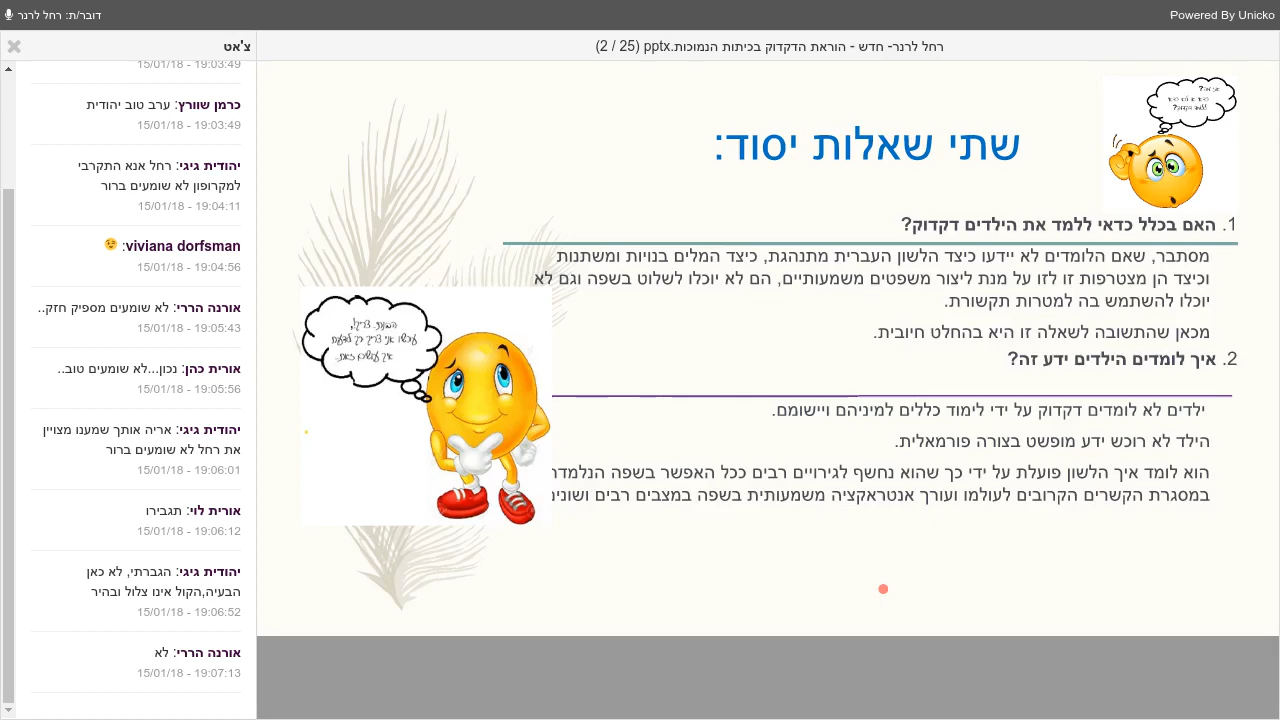 דובר/ת: רחל לרנר
Powered By Unicko
צ'אט
רחל לרנר- חדש - הוראת הדקדוק בכיתות הנמוכות.pptx (2 / 25)
15/01/18 - 19:03:49
כרמן שוורץ: ערב טוב יהודית
15/01/18 - 19:03:49
יהודית גיגי: רחל אנא התקרבי
למקרופון לא שומעים ברור
15/01/18 - 19:04:11
viviana dorfsman: 😉
15/01/18 - 19:04:56
אורנה הררי: לא שומעים מספיק חזק..
15/01/18 - 19:05:43
אורית כהן: נכון...לא שומעים טוב..
15/01/18 - 19:05:56
יהודית גיגי: אריה אותך שמענו מצויין
את רחל לא שומעים ברור
15/01/18 - 19:06:01
אורית לוי: תגבירו
15/01/18 - 19:06:12
יהודית גיגי: הגברתי, לא כאן
הבעיה,הקול אינו צלול ובהיר
15/01/18 - 19:06:52
אורנה הררי: לא
15/01/18 - 19:07:13
שתי שאלות יסוד:
1. האם בכלל כדאי ללמד את הילדים דקדוק?
מסתבר, שאם הלומדים לא יידעו כיצד הלשון העברית מתנהגת, כיצד המלים בנויות ומשתנות
וכיצד הן מצטרפות זו לזו על מנת ליצור משפטים משמעותיים, הם לא יוכלו לשלוט בשפה וגם לא
יוכלו להשתמש בה למטרות תקשורת.
מכאן שהתשובה לשאלה זו היא בהחלט חיובית.
2. איך לומדים הילדים ידע זה?
ילדים לא לומדים דקדוק על ידי לימוד כללים למיניהם ויישומם.
הילד לא רוכש ידע מופשט בצורה פורמאלית.
הוא לומד איך הלשון פועלת על ידי כך שהוא נחשף לגירויים רבים ככל האפשר בשפה הנלמדת
במסגרת הקשרים הקרובים לעולמו ועורך אנטראקציה משמעותית בשפה במצבים רבים ושונים
הבנתי. צריך!
עכשו אני צריך רק לדעת
איך עושים זאת.